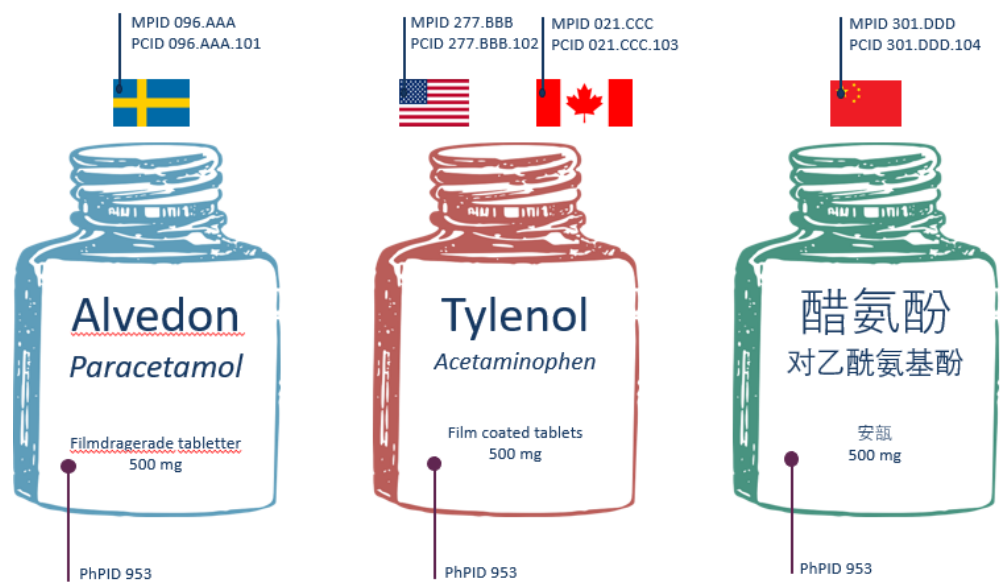 MPID 096.AAA
PCID 096.AAA.101
MPID 277.BBB
PCID 277.BBB.102
MPID 021.CCC
PCID 021.CCC.103
MPID 301.DDD
PCID 301.DDD.104
Alvedon
Paracetamol
Filmdragerade tabletter
500 mg
PhPID 953
Tylenol
Acetaminophen
Film coated tablets
500 mg
PhPID 953
醋氨酚
对乙酰氨基酚
安瓿
500 mg
PhPID 953